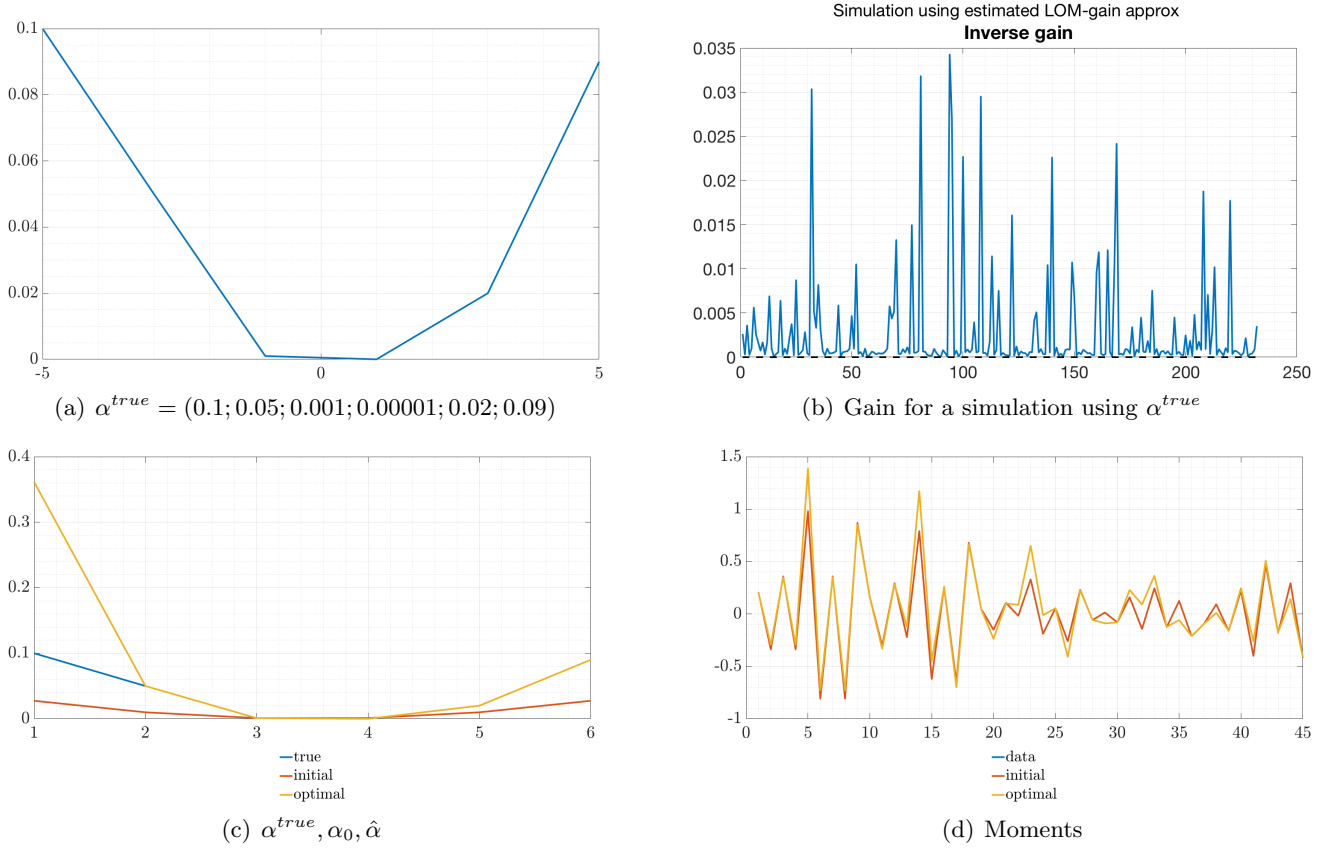 0.1
0.08
0.06
0.04
0.02
0
-5 0 5
(a) α^true = (0.1; 0.05; 0.001; 0.00001; 0.02; 0.09)
Simulation using estimated LOM-gain approx
Inverse gain
0.035
0.03
0.025
0.02
0.015
0.01
0.005
0
0 50 100 150 200 250
(b) Gain for a simulation using α^true
0.4
0.3
0.2
0.1
0
1 2 3 4 5 6
true
initial
optimal
(c) α^true, α₀, α̂
1.5
1
0.5
0
-0.5
-1
0 5 10 15 20 25 30 35 40 45
data
initial
optimal
(d) Moments